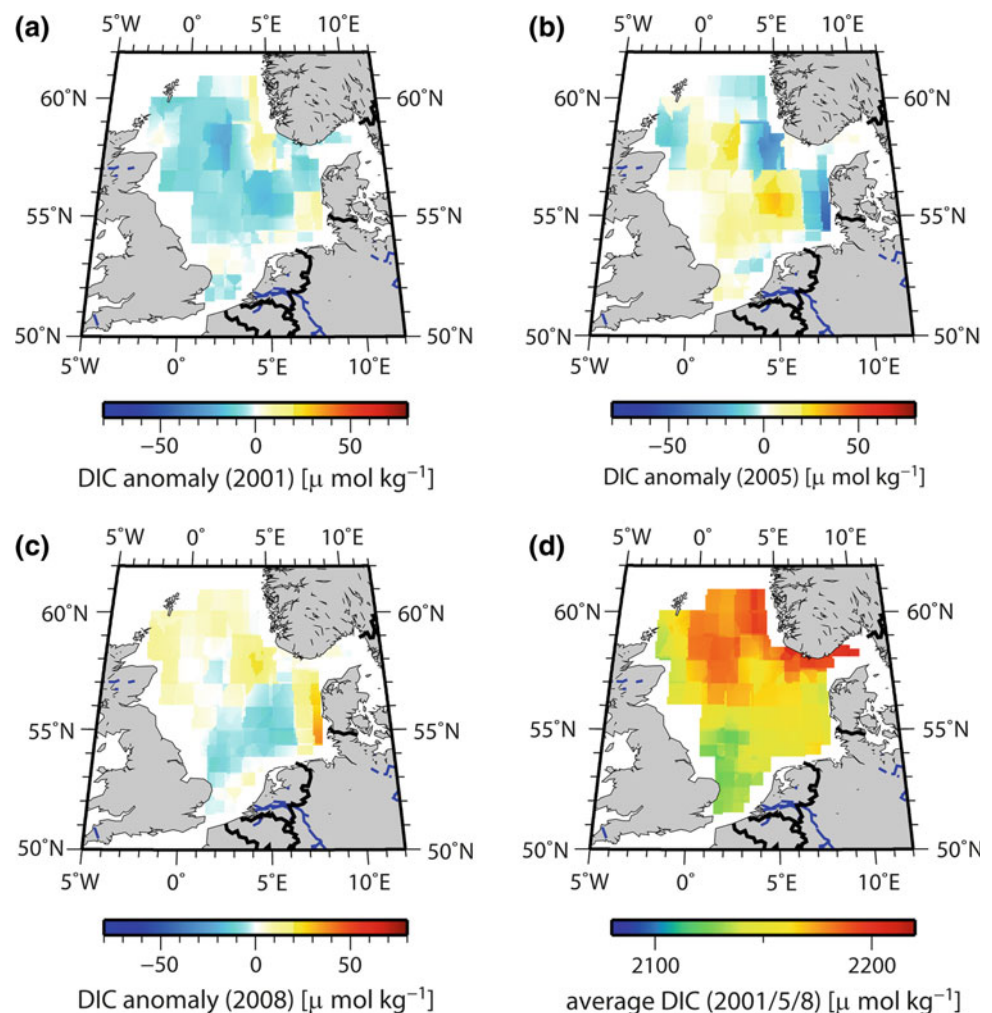 (a)
5°W 0° 5°E 10°E
60°N 60°N
55°N 55°N
50°N 50°N
5°W 0° 5°E 10°E
−50 0 50
DIC anomaly (2001) [μ mol kg⁻¹]
(b)
5°W 0° 5°E 10°E
60°N 60°N
55°N 55°N
50°N 50°N
5°W 0° 5°E 10°E
−50 0 50
DIC anomaly (2005) [μ mol kg⁻¹]
(c)
5°W 0° 5°E 10°E
60°N 60°N
55°N 55°N
50°N 50°N
5°W 0° 5°E 10°E
−50 0 50
DIC anomaly (2008) [μ mol kg⁻¹]
(d)
5°W 0° 5°E 10°E
60°N 60°N
55°N 55°N
50°N 50°N
5°W 0° 5°E 10°E
2100 2200
average DIC (2001/5/8) [μ mol kg⁻¹]